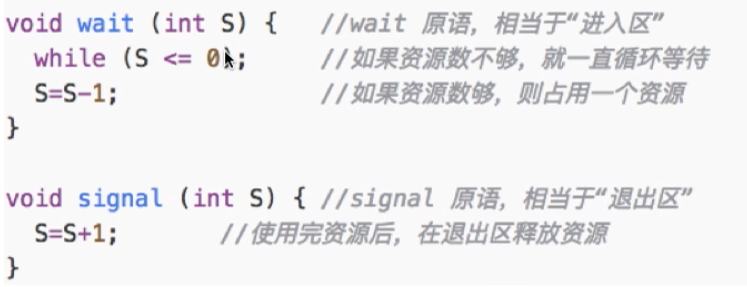 void wait (int S) { //wait 原语，相当于“进入区”
while (S <= 0); //如果资源数不够，就一直循环等待
S=S-1; //如果资源数够，则占用一个资源
}
void signal (int S) { //signal 原语，相当于“退出区”
S=S+1; //使用完资源后，在退出区释放资源
}